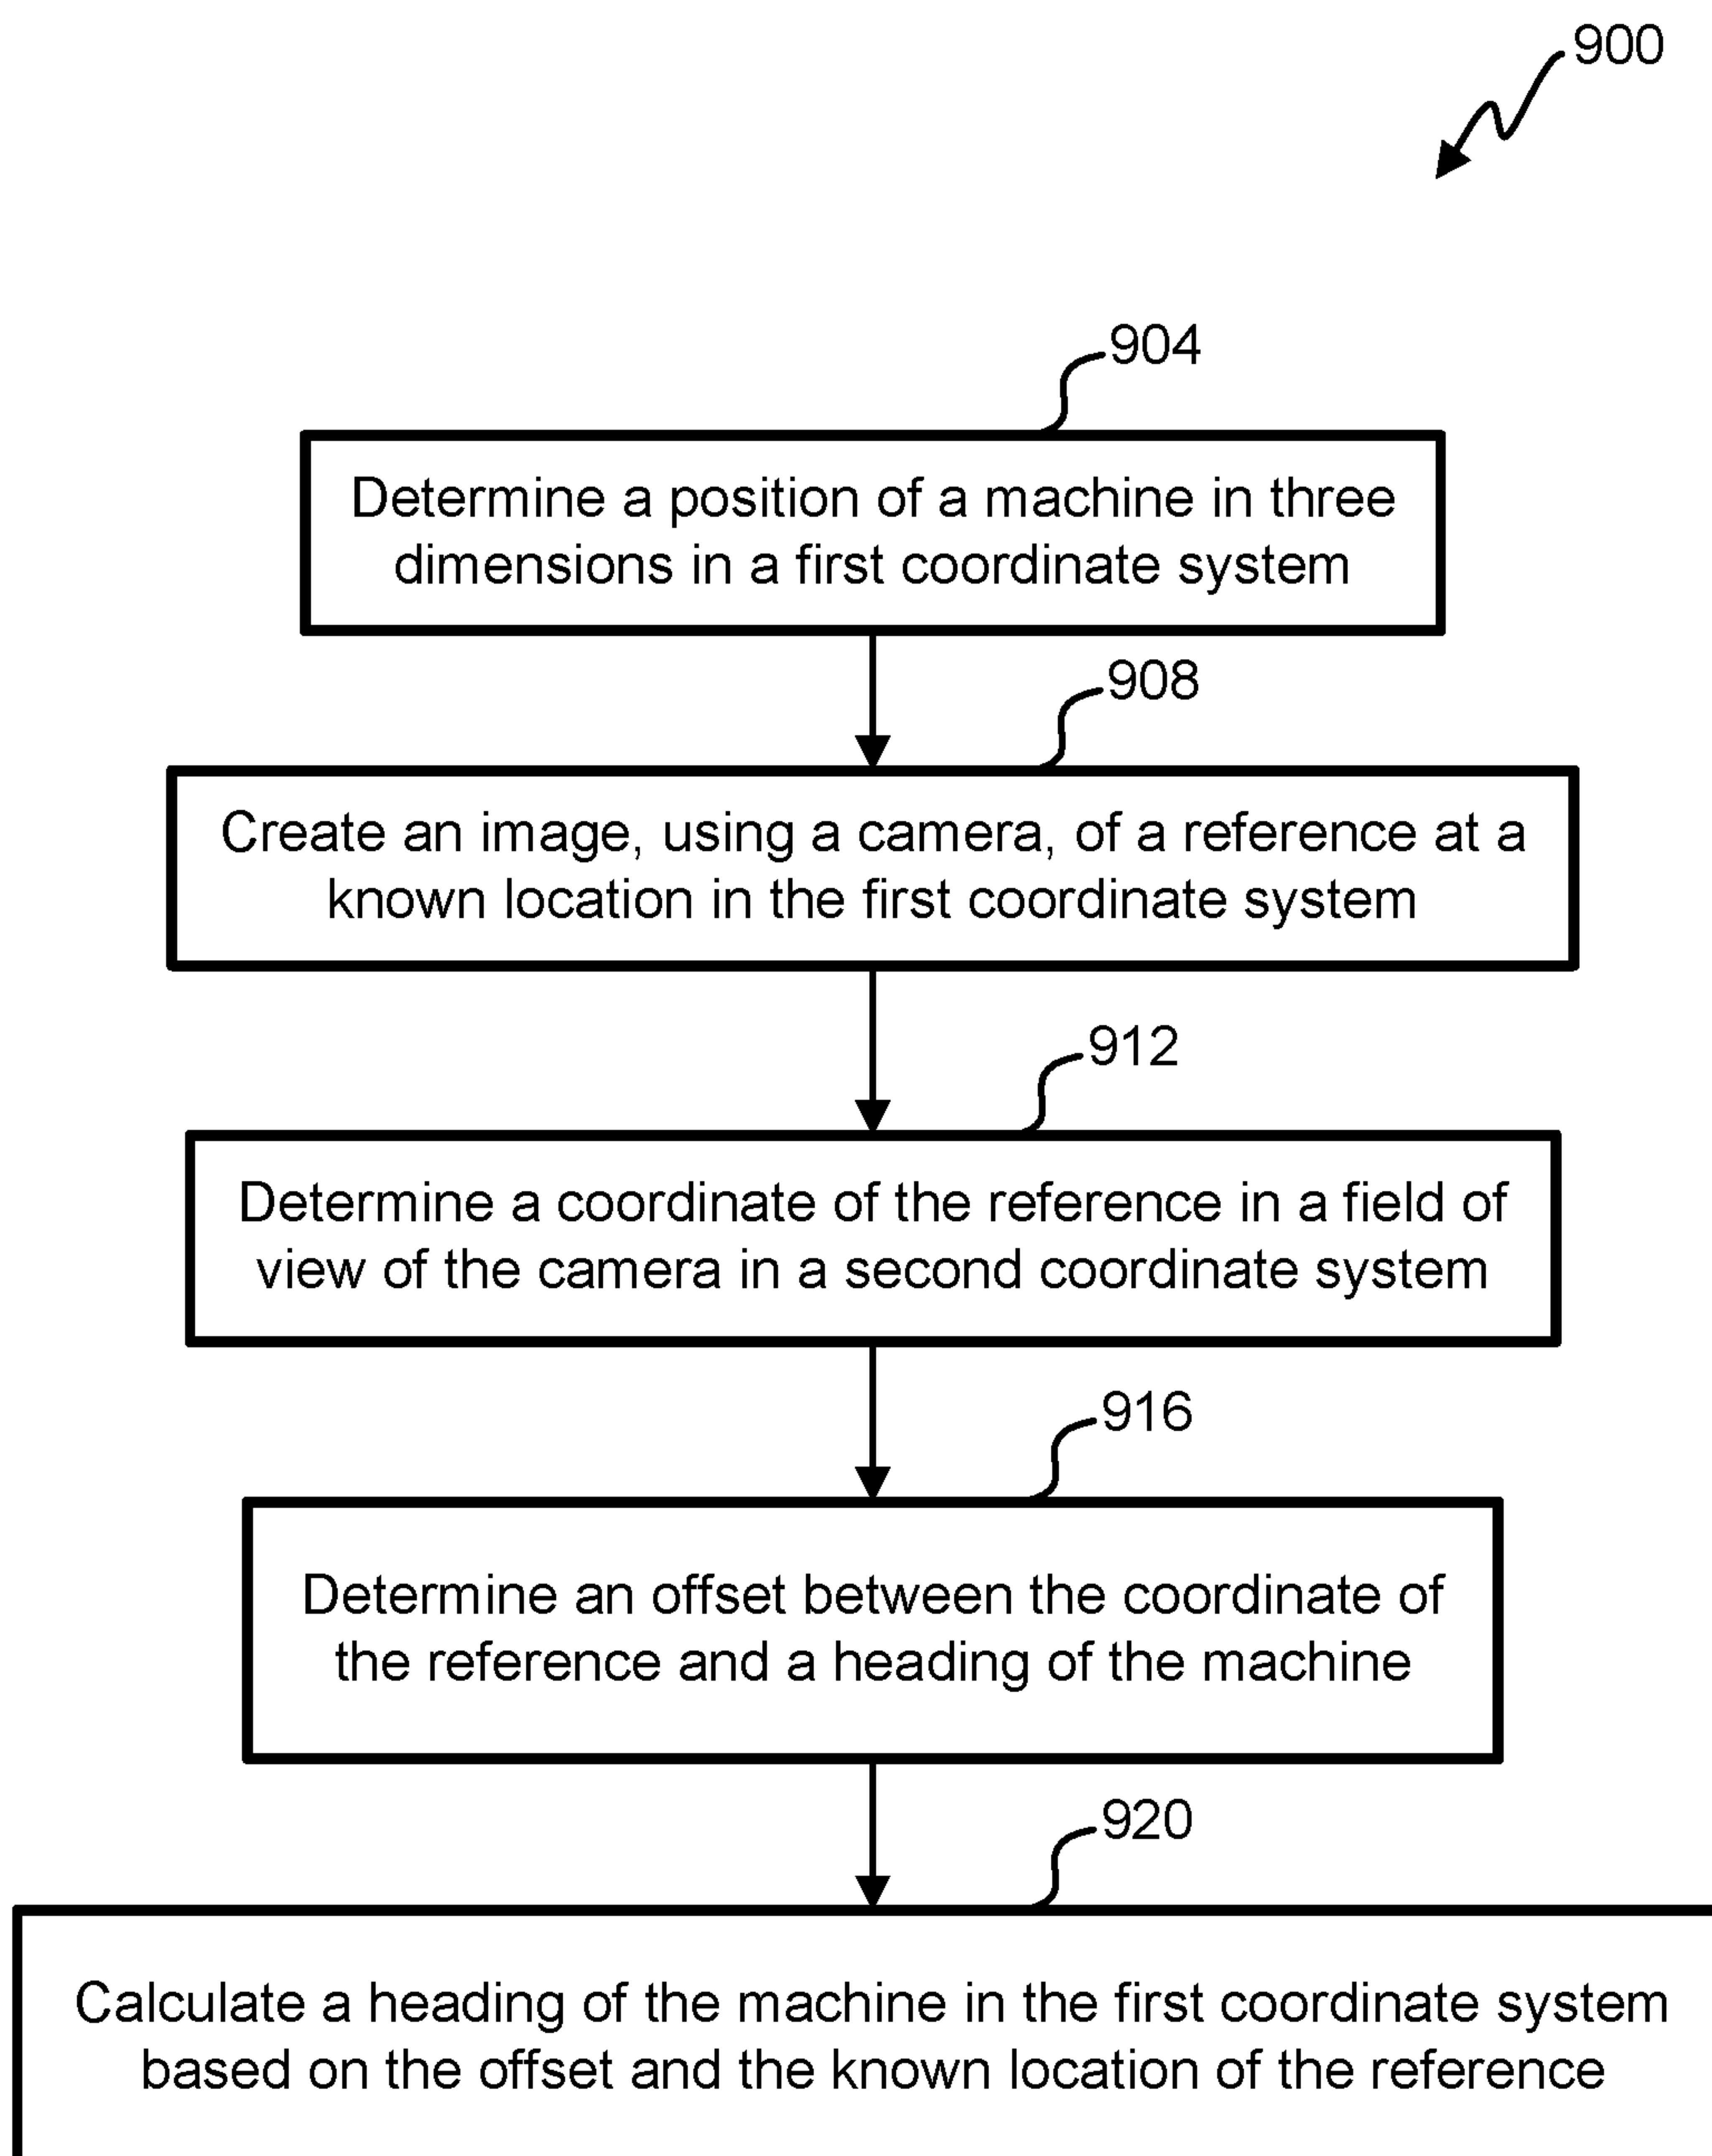 900
904
Determine a position of a machine in three
dimensions in a first coordinate system
908
Create an image, using a camera, of a reference at a
known location in the first coordinate system
912
Determine a coordinate of the reference in a field of
view of the camera in a second coordinate system
916
Determine an offset between the coordinate of
the reference and a heading of the machine
920
Calculate a heading of the machine in the first coordinate system
based on the offset and the known location of the reference